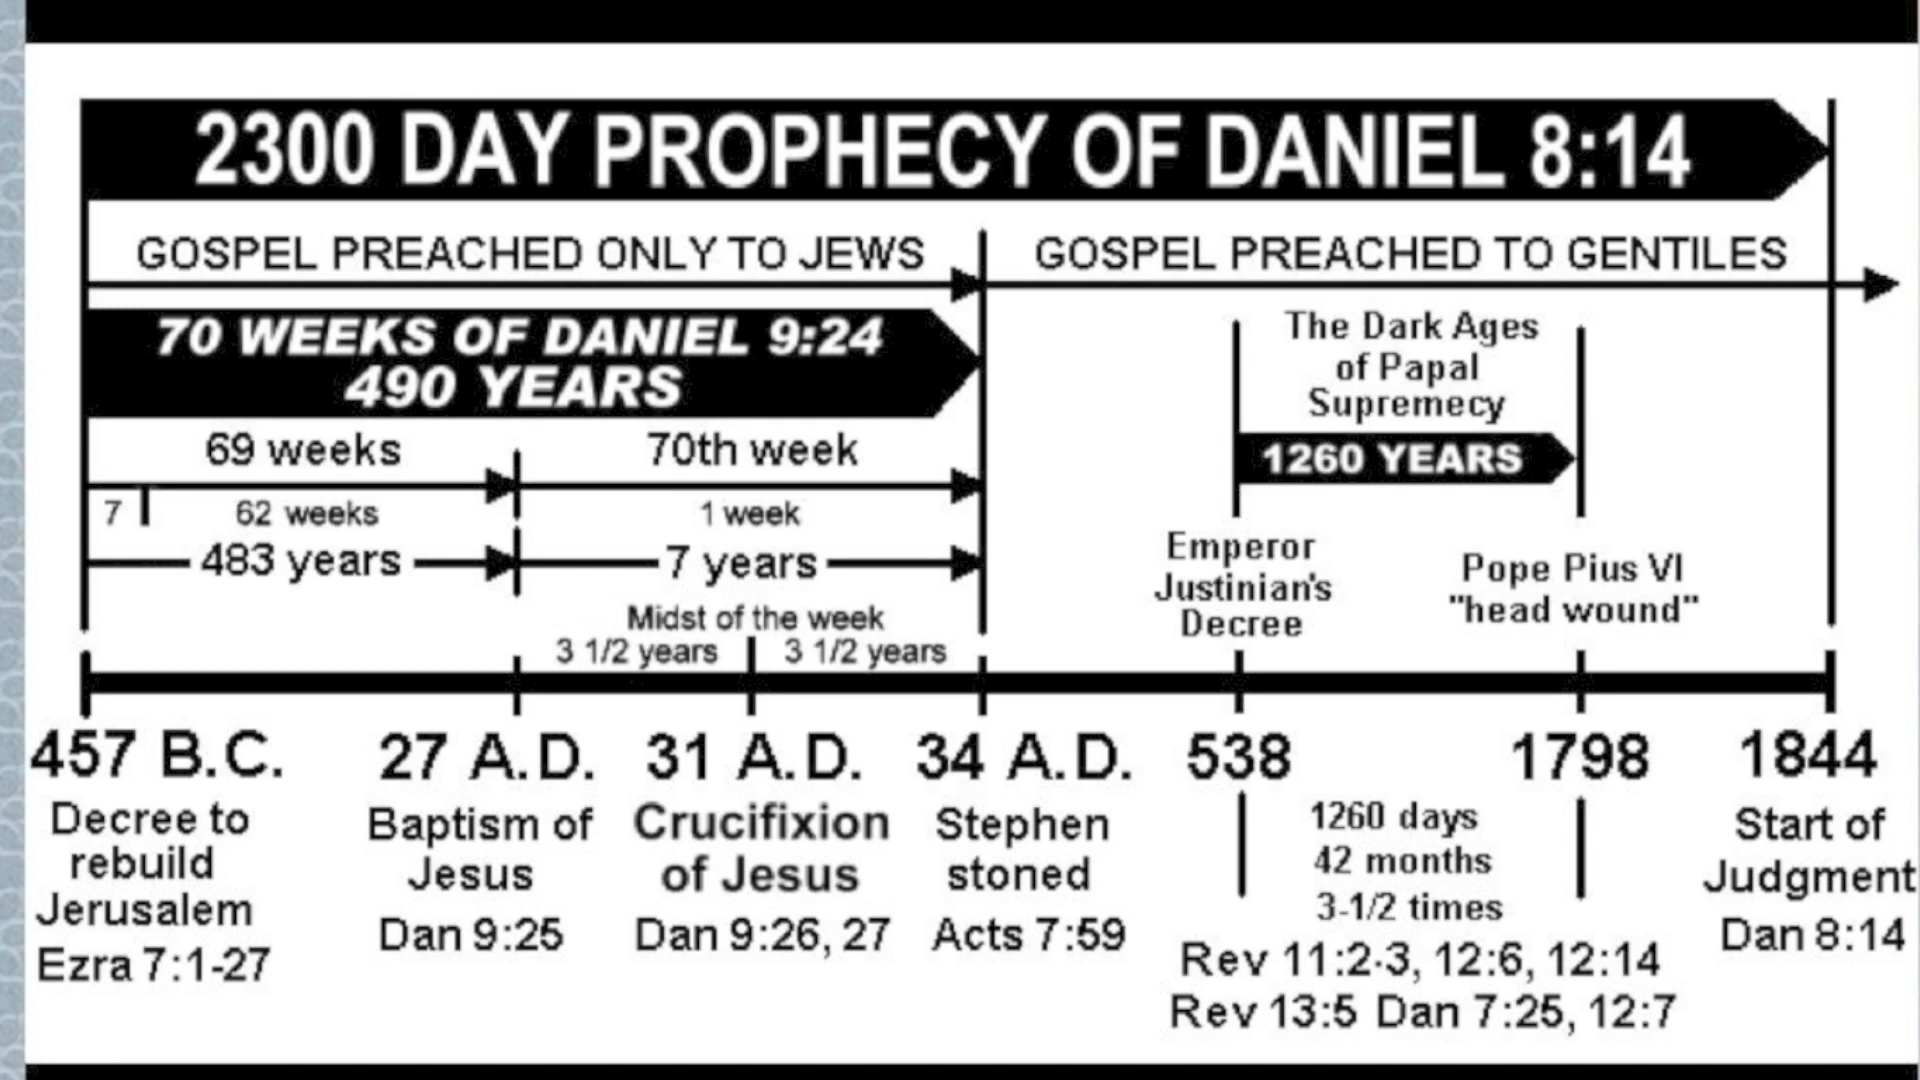 2300 DAY PROPHECY OF DANIEL 8:14
GOSPEL PREACHED ONLY TO JEWS
GOSPEL PREACHED TO GENTILES
70 WEEKS OF DANIEL 9:24
490 YEARS
The Dark Ages
of Papal
Supremecy
1260 YEARS
69 weeks
70th week
7
62 weeks
1 week
483 years
7 years
Midst of the week
3 1/2 years
3 1/2 years
Emperor
Justinian's
Decree
Pope Pius VI
"head wound"
457 B.C.
Decree to
rebuild
Jerusalem
Ezra 7:1-27
27 A.D.
Baptism of
Jesus
Dan 9:25
31 A.D.
Crucifixion
of Jesus
Dan 9:26, 27
34 A.D.
Stephen
stoned
Acts 7:59
538
1798
1260 days
42 months
3-1/2 times
Rev 11:2-3, 12:6, 12:14
Rev 13:5 Dan 7:25, 12:7
1844
Start of
Judgment
Dan 8:14